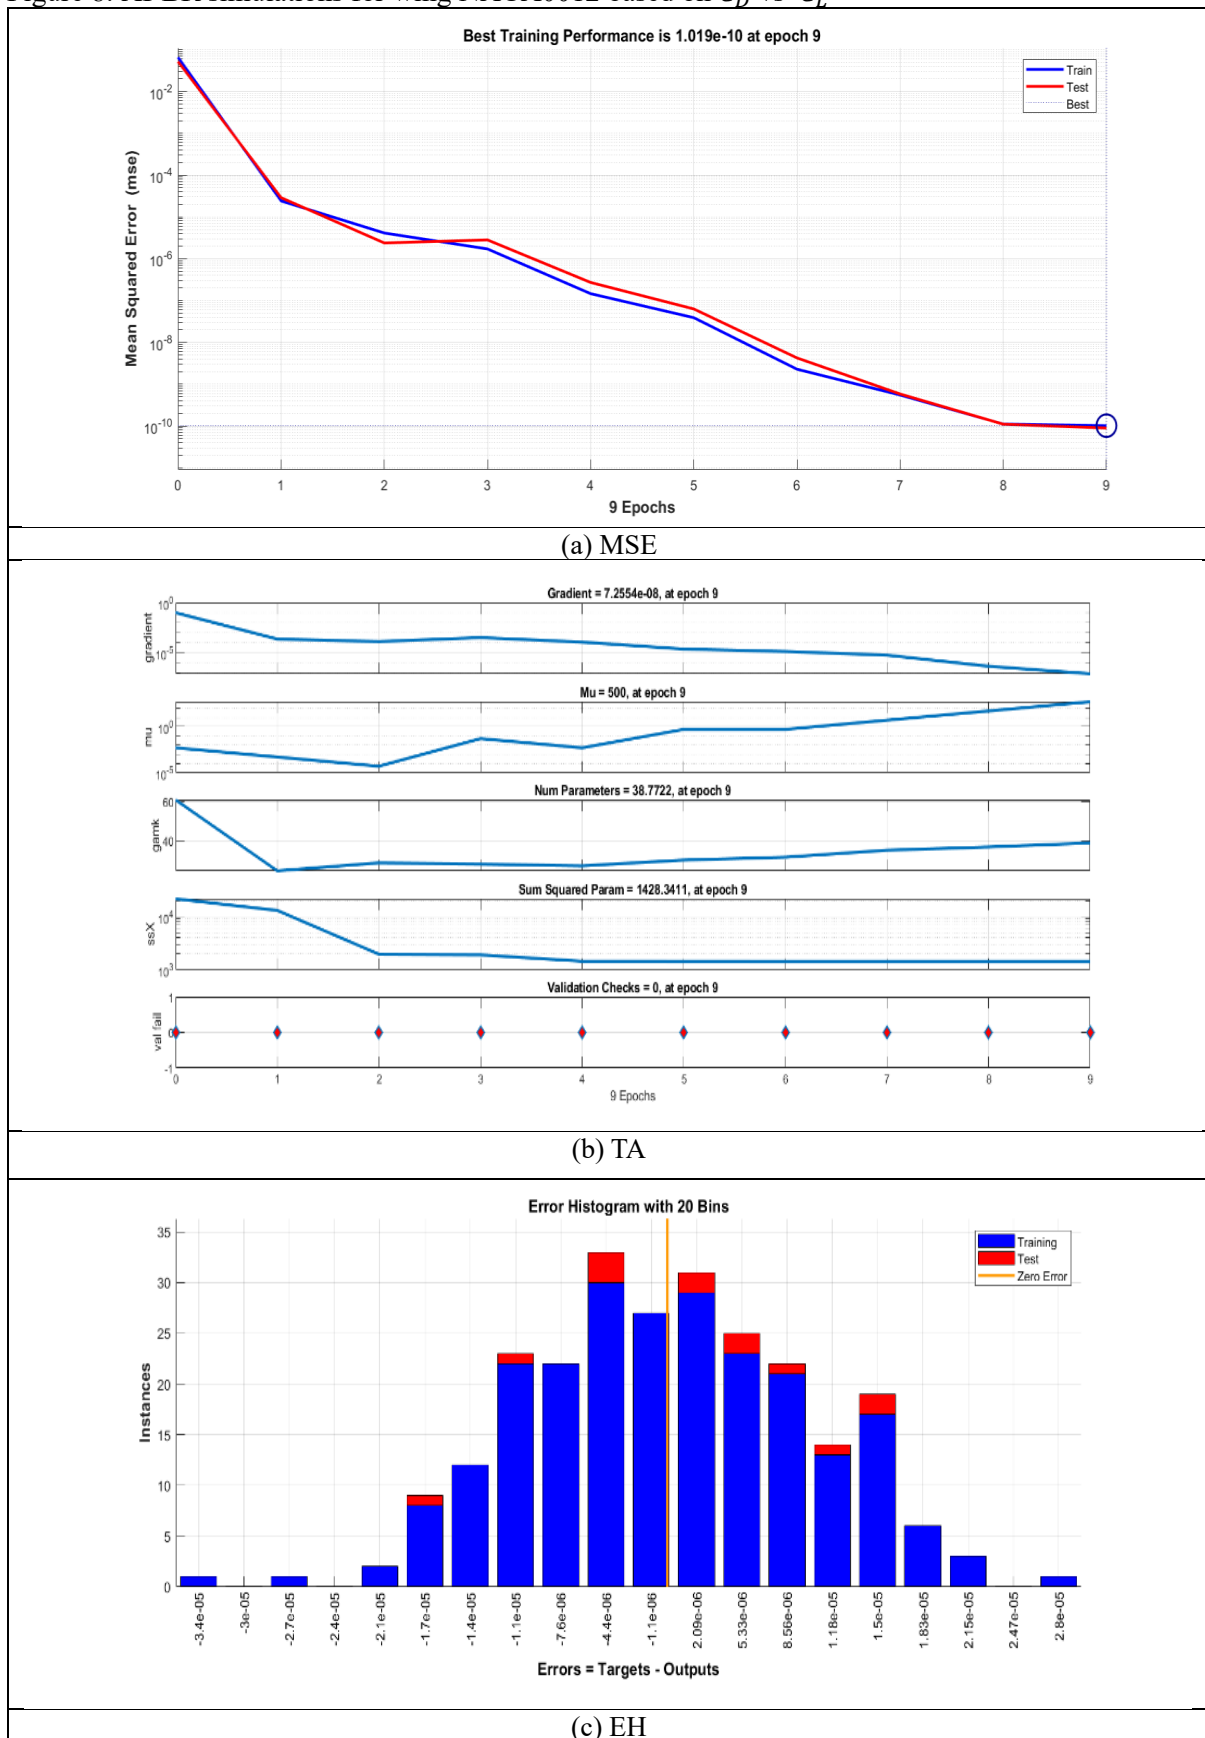 Best Training Performance is 1.019e-10 at epoch 9
Train
Test
Best
Mean Squared Error (mse)
10-2
10-4
10-6
10-8
10-10
0 1 2 3 4 5 6 7 8 9
9 Epochs
(a) MSE
Gradient = 7.2554e-08, at epoch 9
gradient
100
10-5
Mu = 500, at epoch 9
mu
100
10-5
Num Parameters = 38.7722, at epoch 9
gamk
60
40
Sum Squared Param = 1428.3411, at epoch 9
ssX
104
103
Validation Checks = 0, at epoch 9
val fail
1
0
-1
0 1 2 3 4 5 6 7 8 9
9 Epochs
(b) TA
Error Histogram with 20 Bins
Training
Test
Zero Error
Instances
35
30
25
20
15
10
5
0
-3.4e-05 -3e-05 -2.7e-05 -2.4e-05 -2.1e-05 -1.7e-05 -1.4e-05 -1.1e-05 -7.6e-06 -4.4e-06 -1.1e-06 2.09e-06 5.33e-06 8.56e-06 1.18e-05 1.5e-05 1.83e-05 2.15e-05 2.47e-05 2.8e-05
Errors = Targets - Outputs
(c) EH